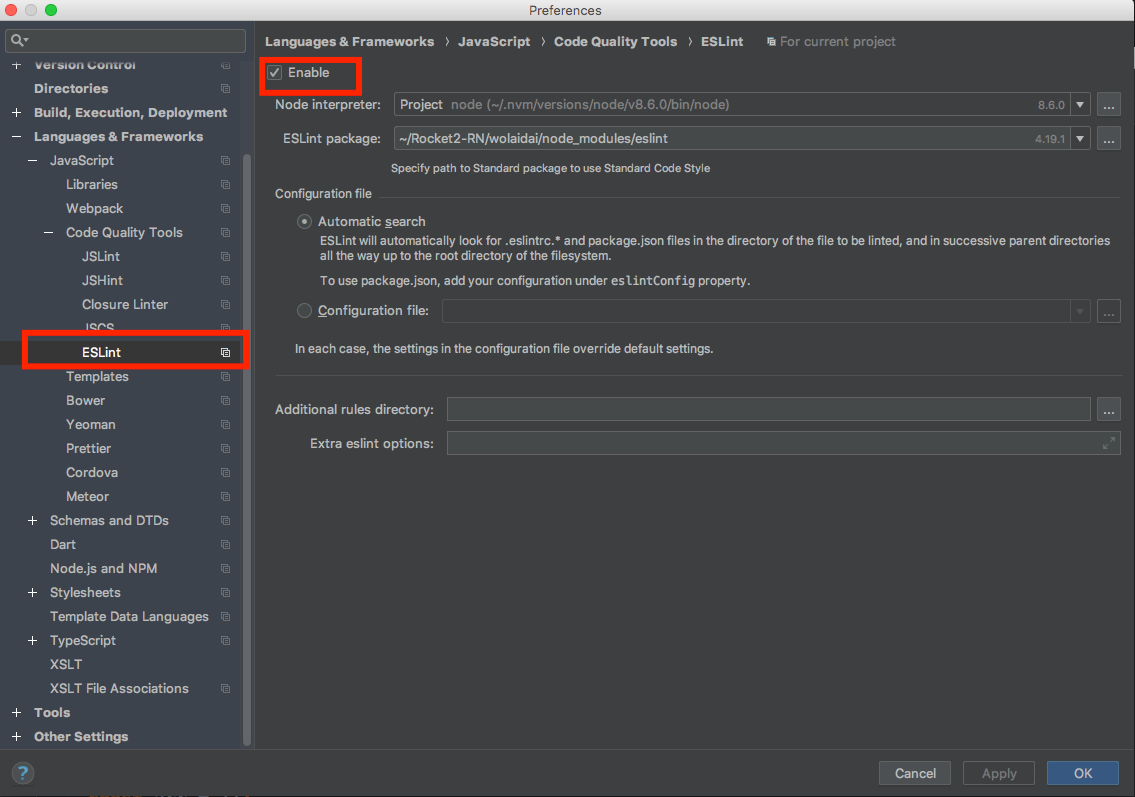 Preferences
Version Control
Directories
Build, Execution, Deployment
Languages & Frameworks
JavaScript
Libraries
Webpack
Code Quality Tools
JSLint
JSHint
Closure Linter
JSCS
ESLint
Templates
Bower
Yeoman
Prettier
Cordova
Meteor
Schemas and DTDs
Dart
Node.js and NPM
Stylesheets
Template Data Languages
TypeScript
XSLT
XSLT File Associations
Tools
Other Settings
?
Languages & Frameworks › JavaScript › Code Quality Tools › ESLint For current project
Enable
Node interpreter: Project node (~/.nvm/versions/node/v8.6.0/bin/node) 8.6.0 ...
ESLint package: ~/Rocket2-RN/wolaidai/node_modules/eslint 4.19.1 ...
Specify path to Standard package to use Standard Code Style
Configuration file
Automatic search
ESLint will automatically look for .eslintrc.* and package.json files in the directory of the file to be linted, and in successive parent directories
all the way up to the root directory of the filesystem.
To use package.json, add your configuration under eslintConfig property.
Configuration file: ...
In each case, the settings in the configuration file override default settings.
Additional rules directory: ...
Extra eslint options:
Cancel Apply OK